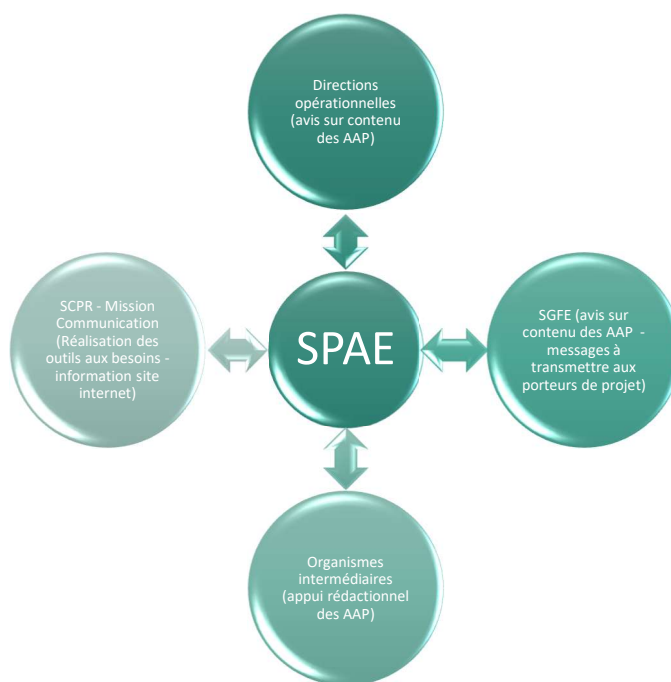 Directions
opérationnelles
(avis sur contenu
des AAP)
SCPR - Mission
Communication
(Réalisation des
outils aux besoins -
information site
internet)
SPAE
SGFE (avis sur
contenu des AAP -
messages à
transmettre aux
porteurs de projet)
Organismes
intermédiaires
(appui rédactionnel
des AAP)